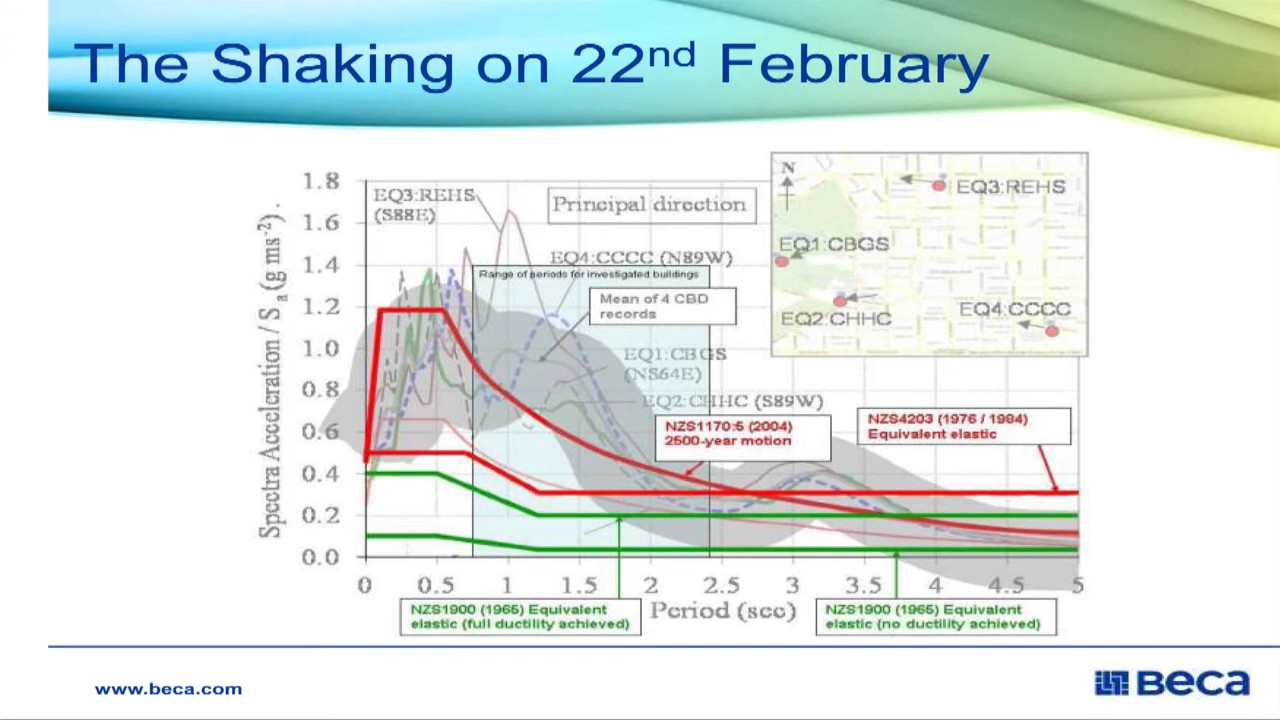 The Shaking on 22nd February
1.8
1.6
1.4
1.2
1.0
0.8
0.6
0.4
0.2
0.0
Spectra Acceleration / Sa (g ms-2).
EQ3:REHS
(S88E)
Principal direction
EQ4:CCCC (N89W)
Range of periods for investigated buildings
Mean of 4 CBD
records
EQ1:CBGS
(NS64E)
EQ2:CHHC (S89W)
NZS1170:5 (2004)
2500-year motion
NZS4203 (1976 / 1984)
Equivalent elastic
N
EQ3:REHS
EQ1:CBGS
EQ2:CHHC
EQ4:CCCC
0 0.5 1 1.5 2 2.5 3 3.5 4 4.5 5
Period (sec)
NZS1900 (1965) Equivalent
elastic (full ductility achieved)
NZS1900 (1965) Equivalent
elastic (no ductility achieved)
www.beca.com
Beca